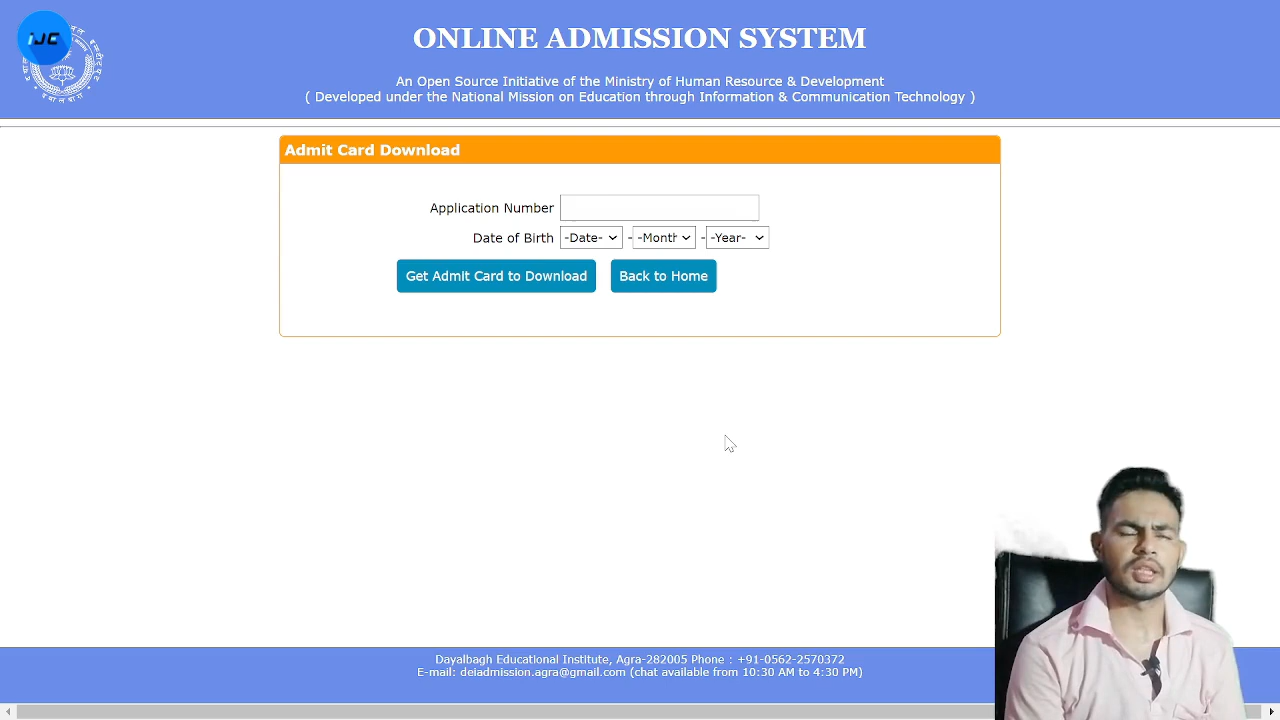 iJC
ONLINE ADMISSION SYSTEM
An Open Source Initiative of the Ministry of Human Resource & Development
( Developed under the National Mission on Education through Information & Communication Technology )
Admit Card Download
Application Number
Date of Birth -Date- - -Month - -Year-
Get Admit Card to Download Back to Home
Dayalbagh Educational Institute, Agra-282005 Phone : +91-0562-2570372
E-mail: deiadmission.agra@gmail.com (chat available from 10:30 AM to 4:30 PM)